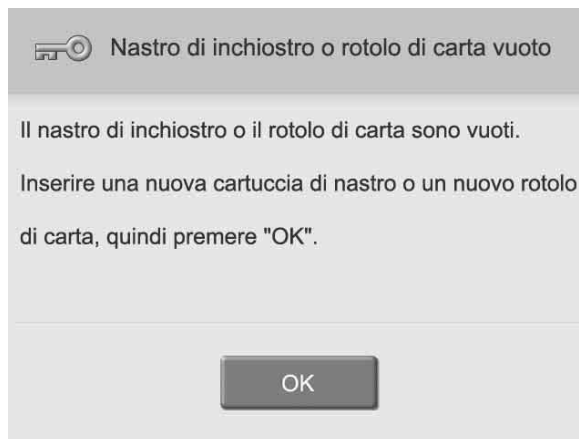 Nastro di inchiostro o rotolo di carta vuoto
Il nastro di inchiostro o il rotolo di carta sono vuoti.
Inserire una nuova cartuccia di nastro o un nuovo rotolo
di carta, quindi premere "OK".
OK